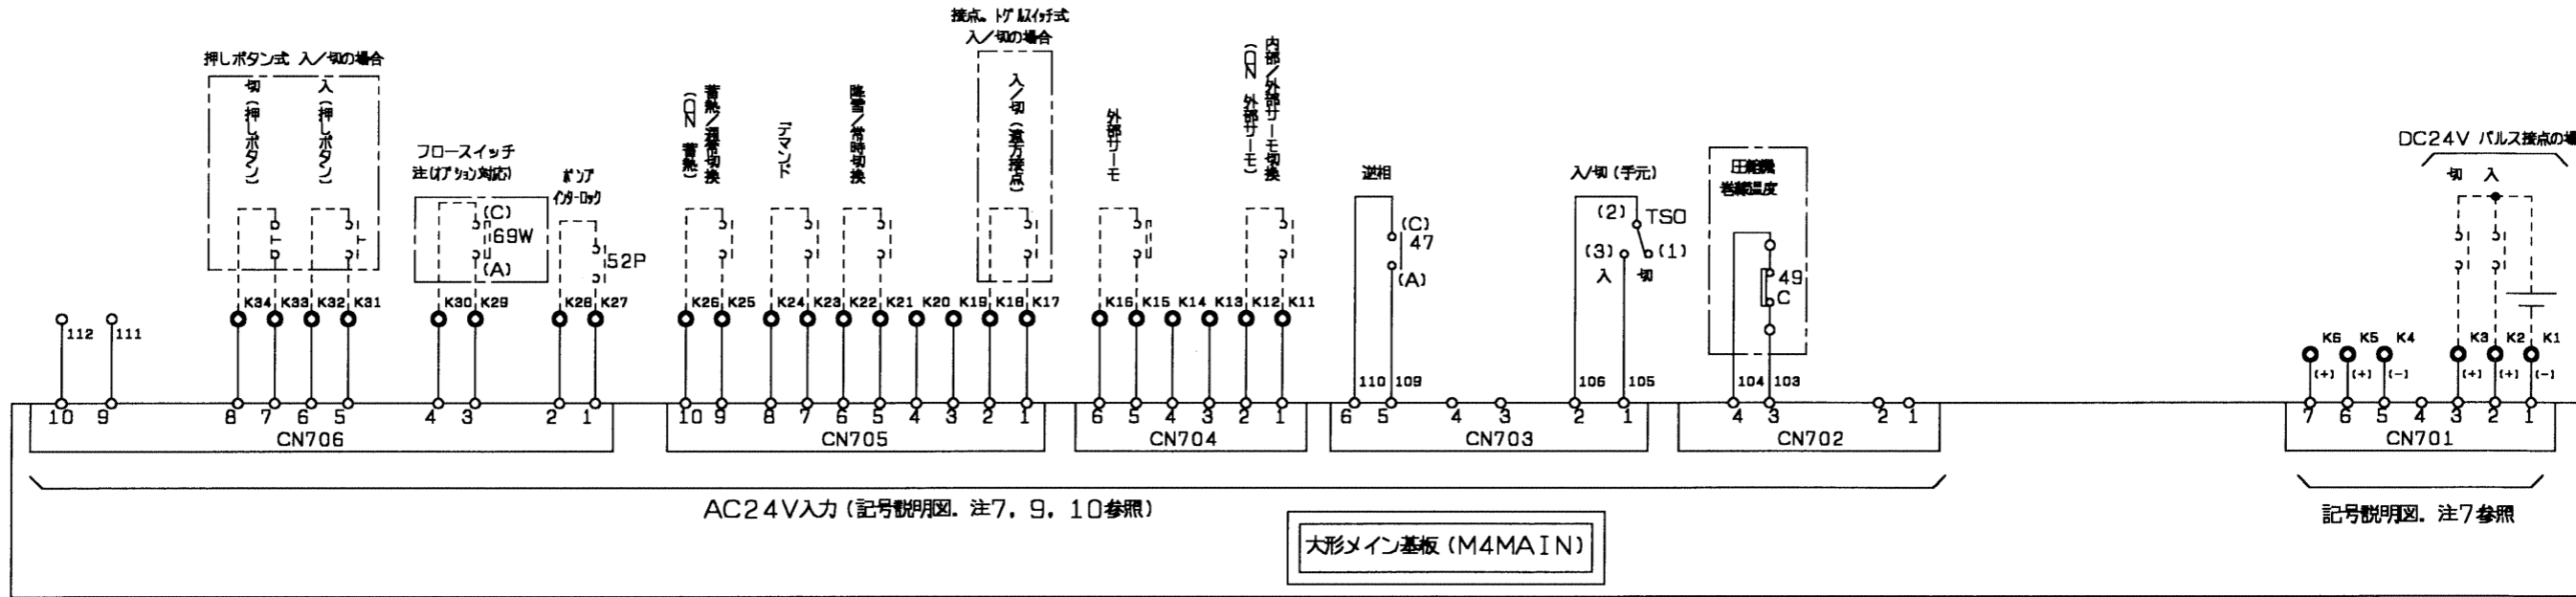 接点、トグルスイッチ式
入/切の場合
押しボタン式 入/切の場合
切(押しボタン)
入(押しボタン)
フロースイッチ
注(オプション対応)
ポンプ
インターロック
蓄熱/通常切換
(ON 蓄熱)
デマンド
降雪/常時切換
入/切(遠方接点)
外部サーモ
内部/外部サーモ切換
(ON 外部サーモ)
逆相
入/切(手元)
圧縮機
巻線温度
DC24V パルス接点の場
切 入
(C)
69W
(A)
52P
(C)
47
(A)
(2) TSO
(3) (1)
入 切
49
C
112 111
K34 K33 K32 K31
K30 K29
K28 K27
K26 K25 K24 K23 K22 K21 K20 K19 K18 K17
K16 K15 K14 K13 K12 K11
110 109
106 105
104 103
K6 K5 K4 K3 K2 K1
(+) (+) (-) (+) (+) (-)
10 9 8 7 6 5 4 3 2 1
CN706
10 9 8 7 6 5 4 3 2 1
CN705
6 5 4 3 2 1
CN704
6 5 4 3 2 1
CN703
4 3 2 1
CN702
7 6 5 4 3 2 1
CN701
AC24V入力(記号説明図.注7,9,10参照)
記号説明図.注7参照
大形メイン基板(M4MAIN)